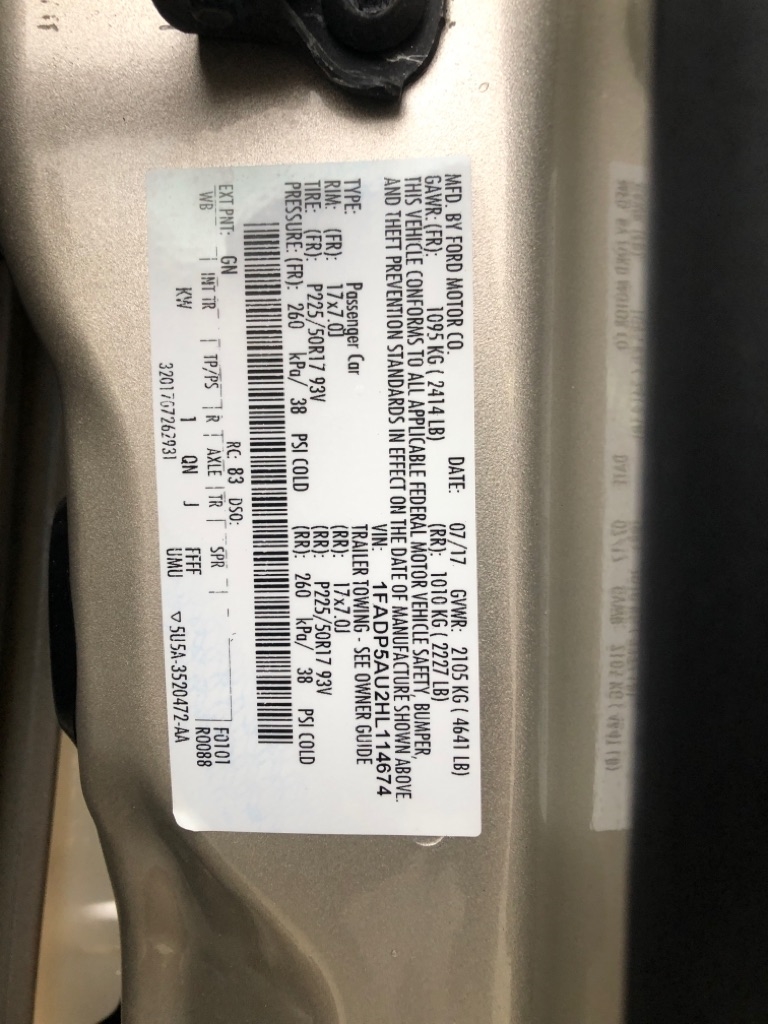 MFD. BY FORD MOTOR CO. DATE: 07/17 GVWR: 2105 KG ( 4641 LB)
GAWR: (FR): 1095 KG ( 2414 LB) (RR): 1010 KG ( 2227 LB)
THIS VEHICLE CONFORMS TO ALL APPLICABLE FEDERAL MOTOR VEHICLE SAFETY, BUMPER,
AND THEFT PREVENTION STANDARDS IN EFFECT ON THE DATE OF MANUFACTURE SHOWN ABOVE.
VIN: 1FADP5AU2HL114674
TYPE: Passenger Car TRAILER TOWING - SEE OWNER GUIDE
RIM: (FR): 17x7.0J (RR): 17x7.0J
TIRE: (FR): P225/50R17 93V (RR): P225/50R17 93V
PRESSURE: (FR): 260 kPa/ 38 PSI COLD (RR): 260 kPa/ 38 PSI COLD
EXT PNT: GN RC: 83 DSO: F0101
WB INT TR TP/PS R AXLE TR SPR R0088
KW 1 QN J FFFF
UMU ▽5U5A-3520472-AA